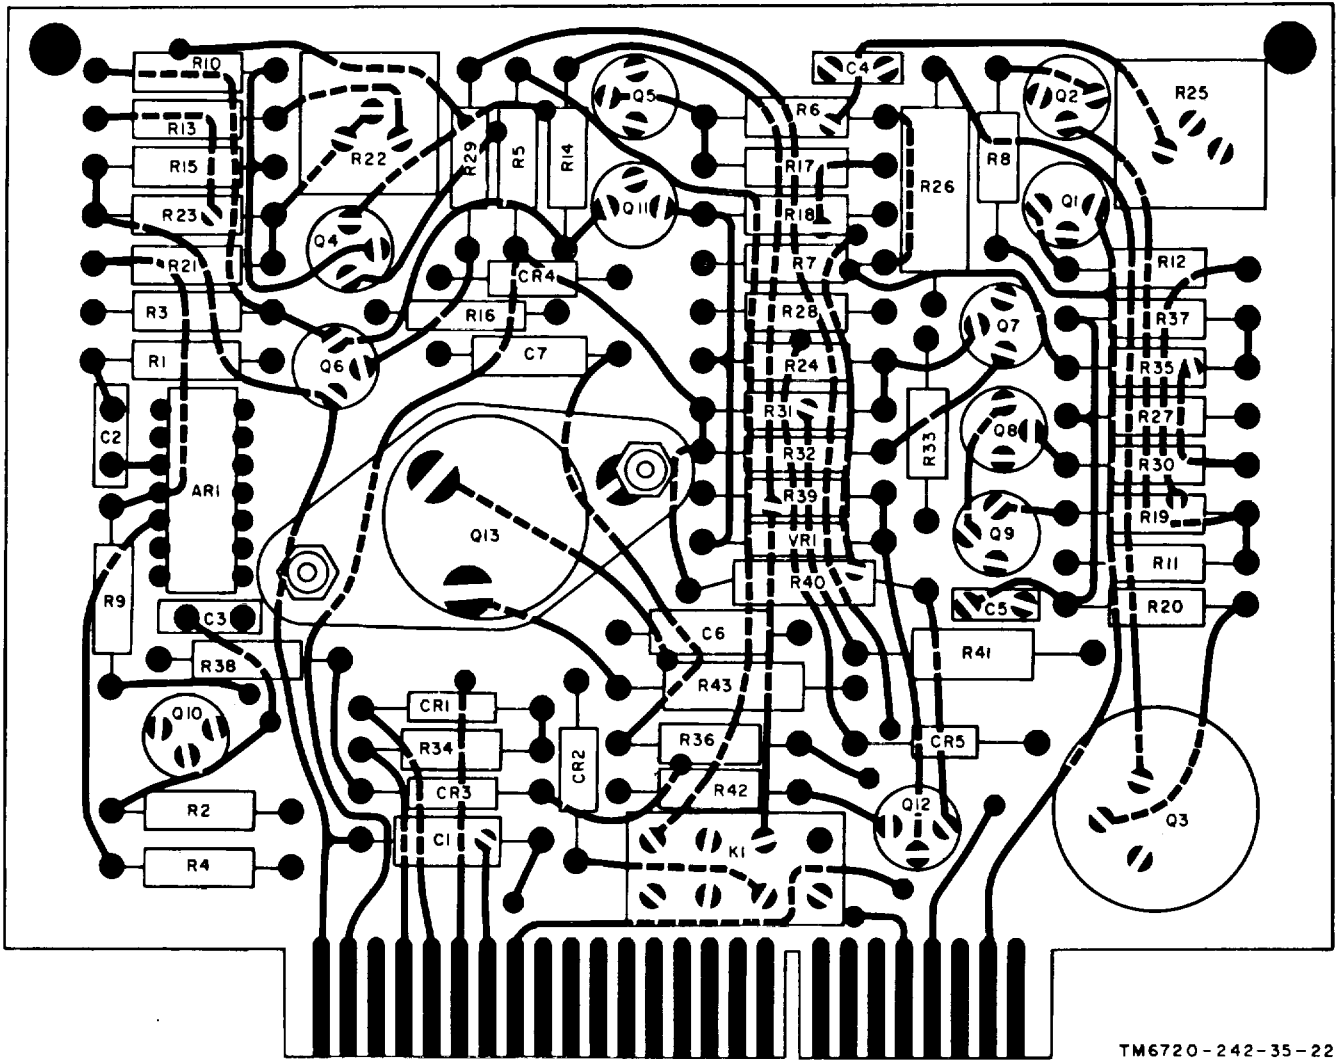 R10
C4
Q5
Q2
R25
R6
R13
R22
R29
R5
R14
R15
R17
R8
R26
R23
Q4
Q11
R18
Q1
R21
CR4
R7
R12
R3
R16
R28
Q7
R37
R1
Q6
C7
R24
R35
C2
R31
R33
Q8
R27
R32
R30
AR1
R39
R19
Q13
VR1
Q9
R11
R9
R40
C5
R20
C3
C6
R38
R43
R41
Q10
CR1
R34
CR2
R36
CR5
CR3
R42
Q12
R2
Q3
C1
K1
R4
TM6720-242-35-22